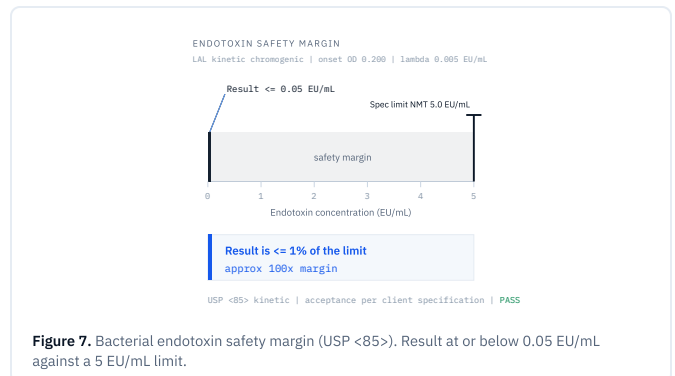 ENDOTOXIN SAFETY MARGIN
LAL kinetic chromogenic | onset OD 0.200 | lambda 0.005 EU/mL
Result <= 0.05 EU/mL
Spec limit NMT 5.0 EU/mL
safety margin
0 1 2 3 4 5
Endotoxin concentration (EU/mL)
Result is <= 1% of the limit
approx 100x margin
USP <85> kinetic | acceptance per client specification | PASS
Figure 7. Bacterial endotoxin safety margin (USP <85>). Result at or below 0.05 EU/mL
against a 5 EU/mL limit.